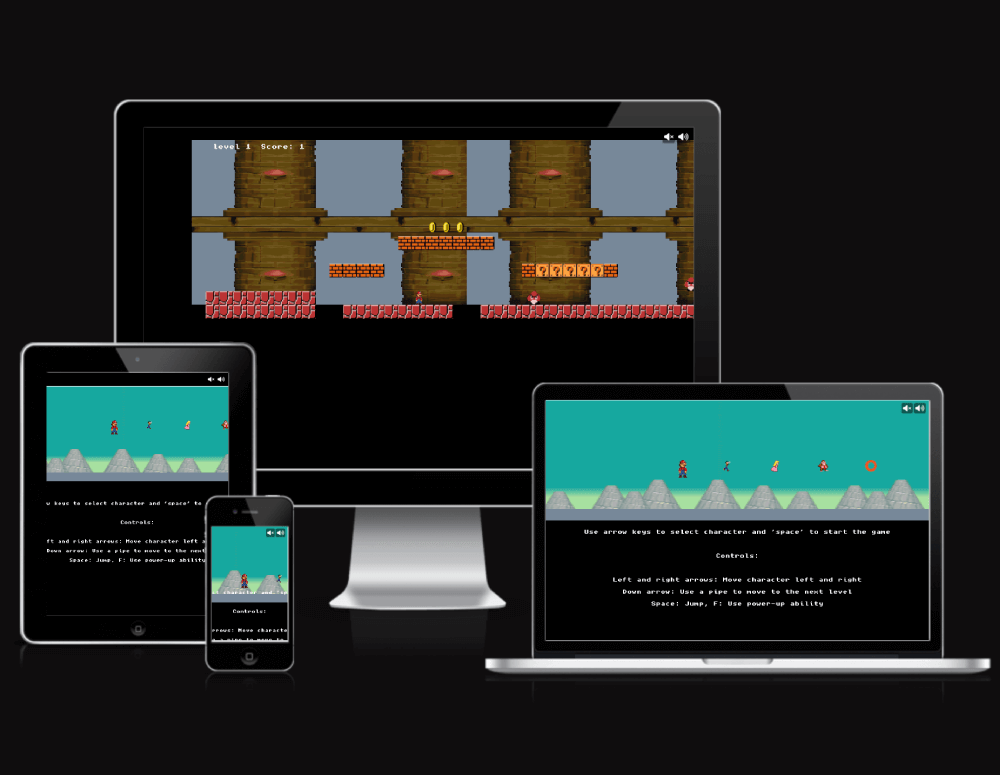 level 1 Score: 1
? ? ? ? ?
w keys to select character and 'space' to
Controls:
ft and right arrows: Move character left a
Down arrow: Use a pipe to move to the next
Space: Jump, F: Use power-up ability
character and 'sp
Controls:
rrows: Move characte
Use arrow keys to select character and 'space' to start the game
Controls:
Left and right arrows: Move character left and right
Down arrow: Use a pipe to move to the next level
Space: Jump, F: Use power-up ability